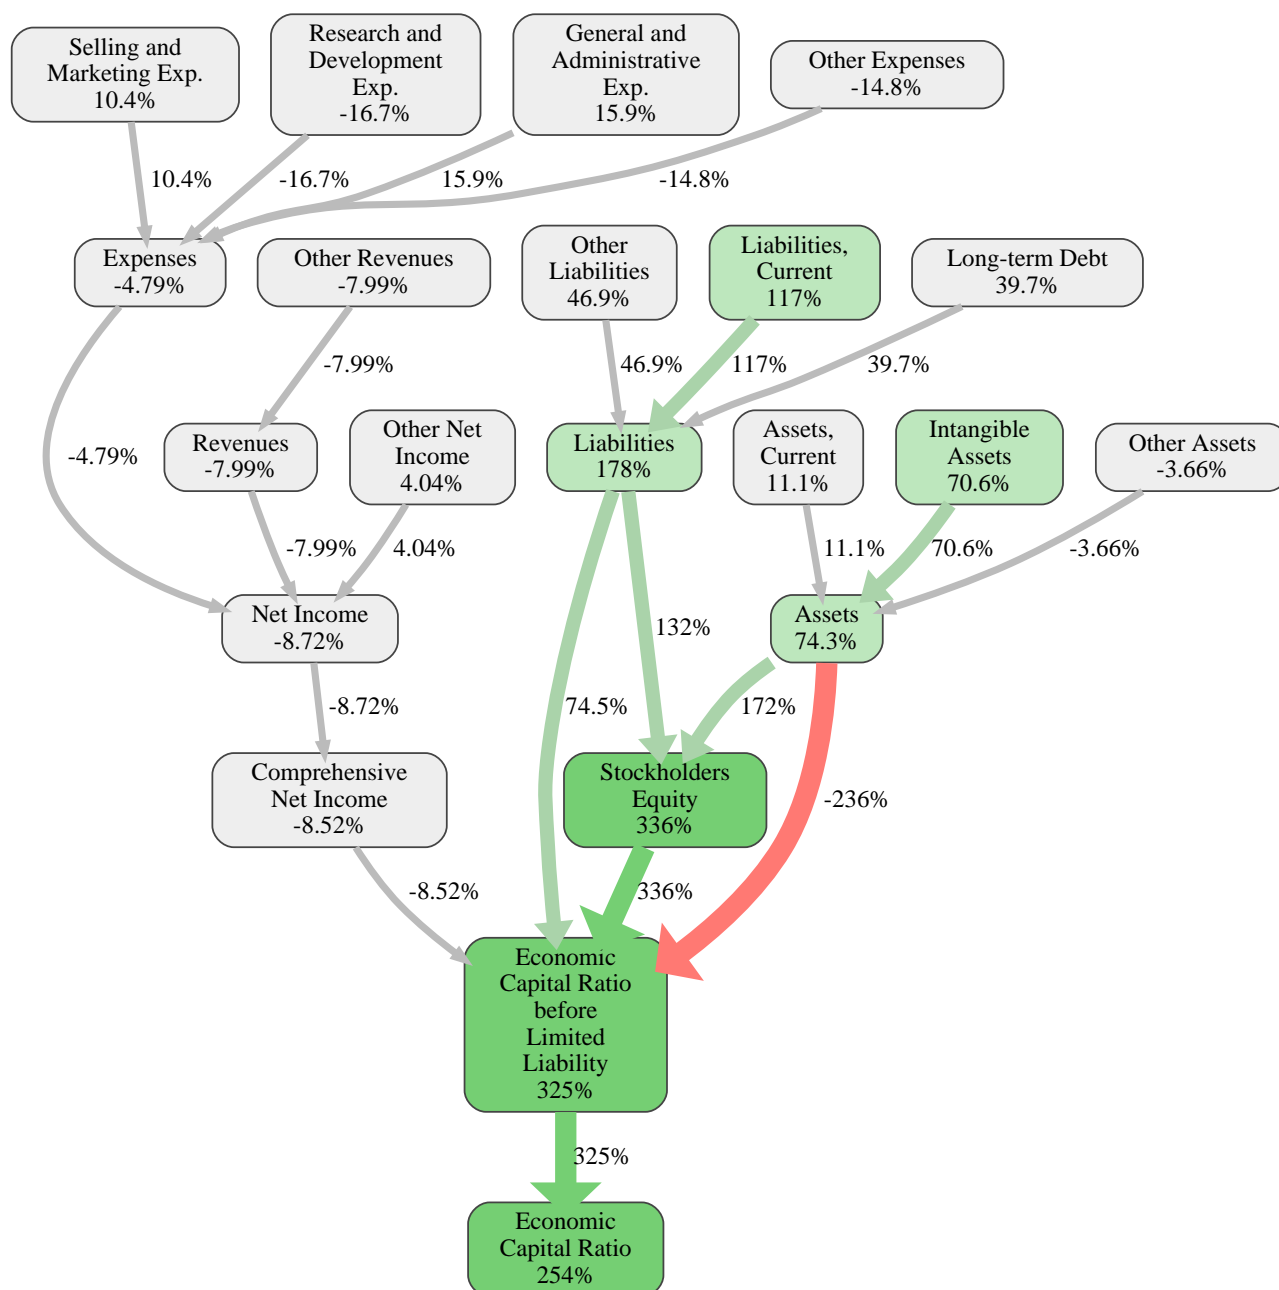 Selling and
Marketing Exp.
10.4%
Research and
Development
Exp.
-16.7%
General and
Administrative
Exp.
15.9%
Other Expenses
-14.8%
10.4%
-16.7%
15.9%
-14.8%
Expenses
-4.79%
Other Revenues
-7.99%
Other
Liabilities
46.9%
Liabilities,
Current
117%
Long-term Debt
39.7%
-7.99%
46.9%
117%
39.7%
-4.79%
Revenues
-7.99%
Other Net
Income
4.04%
Liabilities
178%
Assets,
Current
11.1%
Intangible
Assets
70.6%
Other Assets
-3.66%
-7.99%
4.04%
11.1%
70.6%
-3.66%
Net Income
-8.72%
132%
Assets
74.3%
-8.72%
74.5%
172%
Comprehensive
Net Income
-8.52%
Stockholders
Equity
336%
-236%
-8.52%
336%
Economic
Capital Ratio
before
Limited
Liability
325%
325%
Economic
Capital Ratio
254%